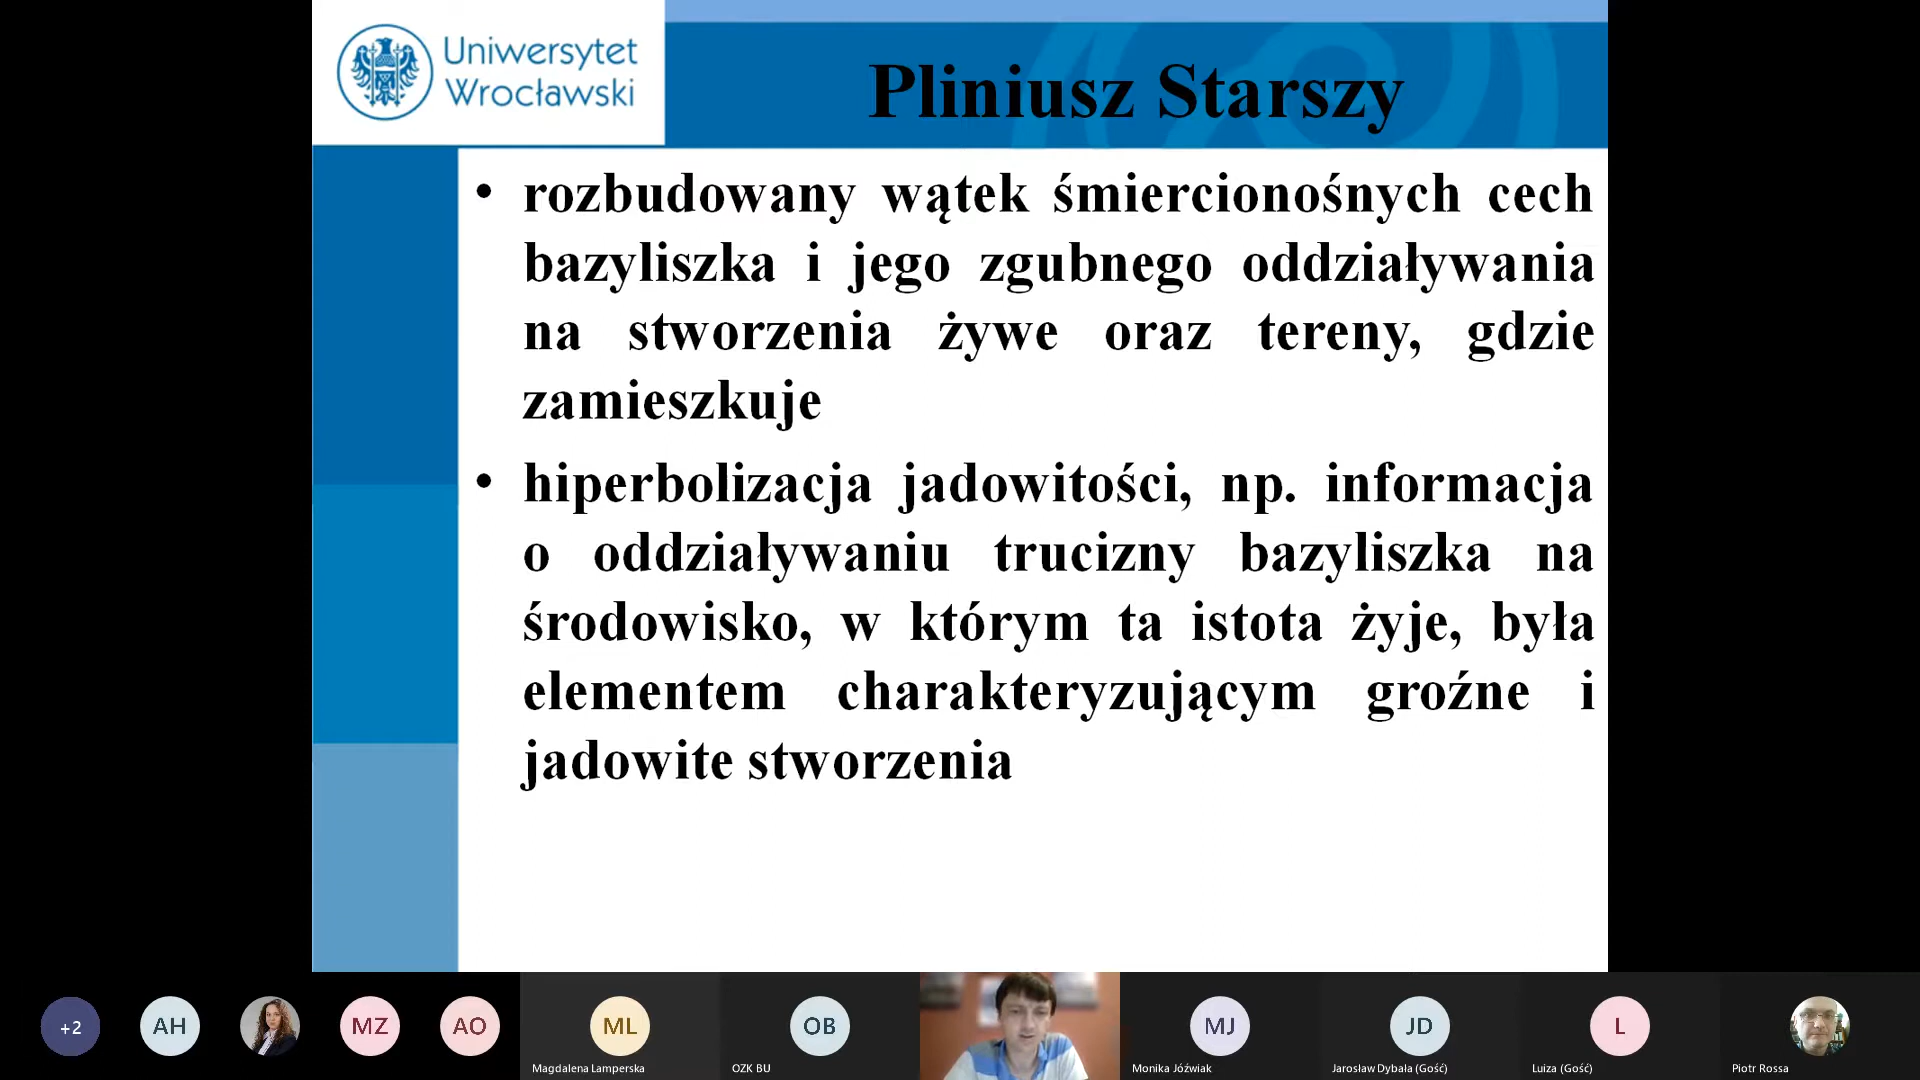 Uniwersytet
Wrocławski
Pliniusz Starszy
• rozbudowany wątek śmiercionośnych cech
bazyliszka i jego zgubnego oddziaływania
na stworzenia żywe oraz tereny, gdzie
zamieszkuje
• hiperbolizacja jadowitości, np. informacja
o oddziaływaniu trucizny bazyliszka na
środowisko, w którym ta istota żyje, była
elementem charakteryzującym groźne i
jadowite stworzenia
+2
AH
MZ
AO
ML
Magdalena Lamperska
OB
OZK BU
MJ
Monika Jóźwiak
JD
Jarosław Dybała (Gość)
L
Luiza (Gość)
Piotr Rossa